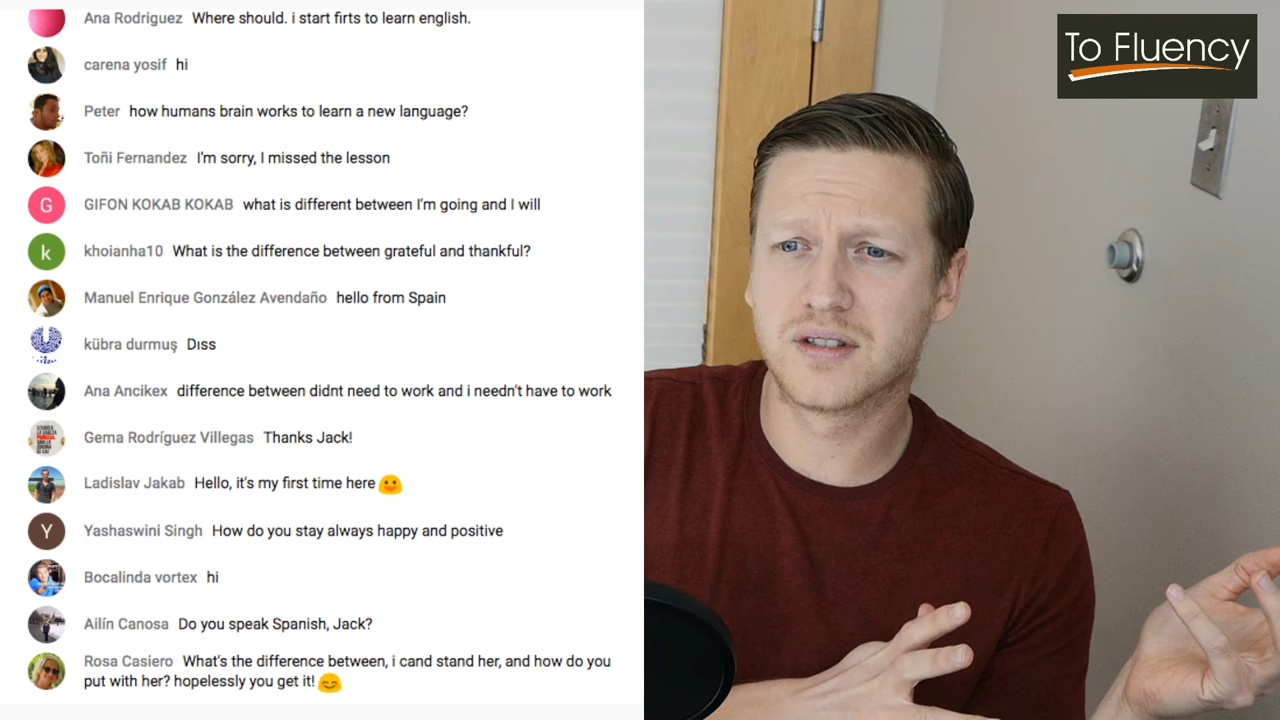 Ana Rodriguez Where should. i start firts to learn english.
carena yosif hi
Peter how humans brain works to learn a new language?
Toñi Fernandez I'm sorry, I missed the lesson
G GIFON KOKAB KOKAB what is different between I'm going and I will
k khoianha10 What is the difference between grateful and thankful?
Manuel Enrique González Avendaño hello from Spain
kübra durmuş Dıss
Ana Ancikex difference between didnt need to work and i needn't have to work
Gema Rodríguez Villegas Thanks Jack!
Ladislav Jakab Hello, it's my first time here
Y Yashaswini Singh How do you stay always happy and positive
Bocalinda vortex hi
Ailín Canosa Do you speak Spanish, Jack?
Rosa Casiero What's the difference between, i cand stand her, and how do you
put with her? hopelessly you get it!
To Fluency